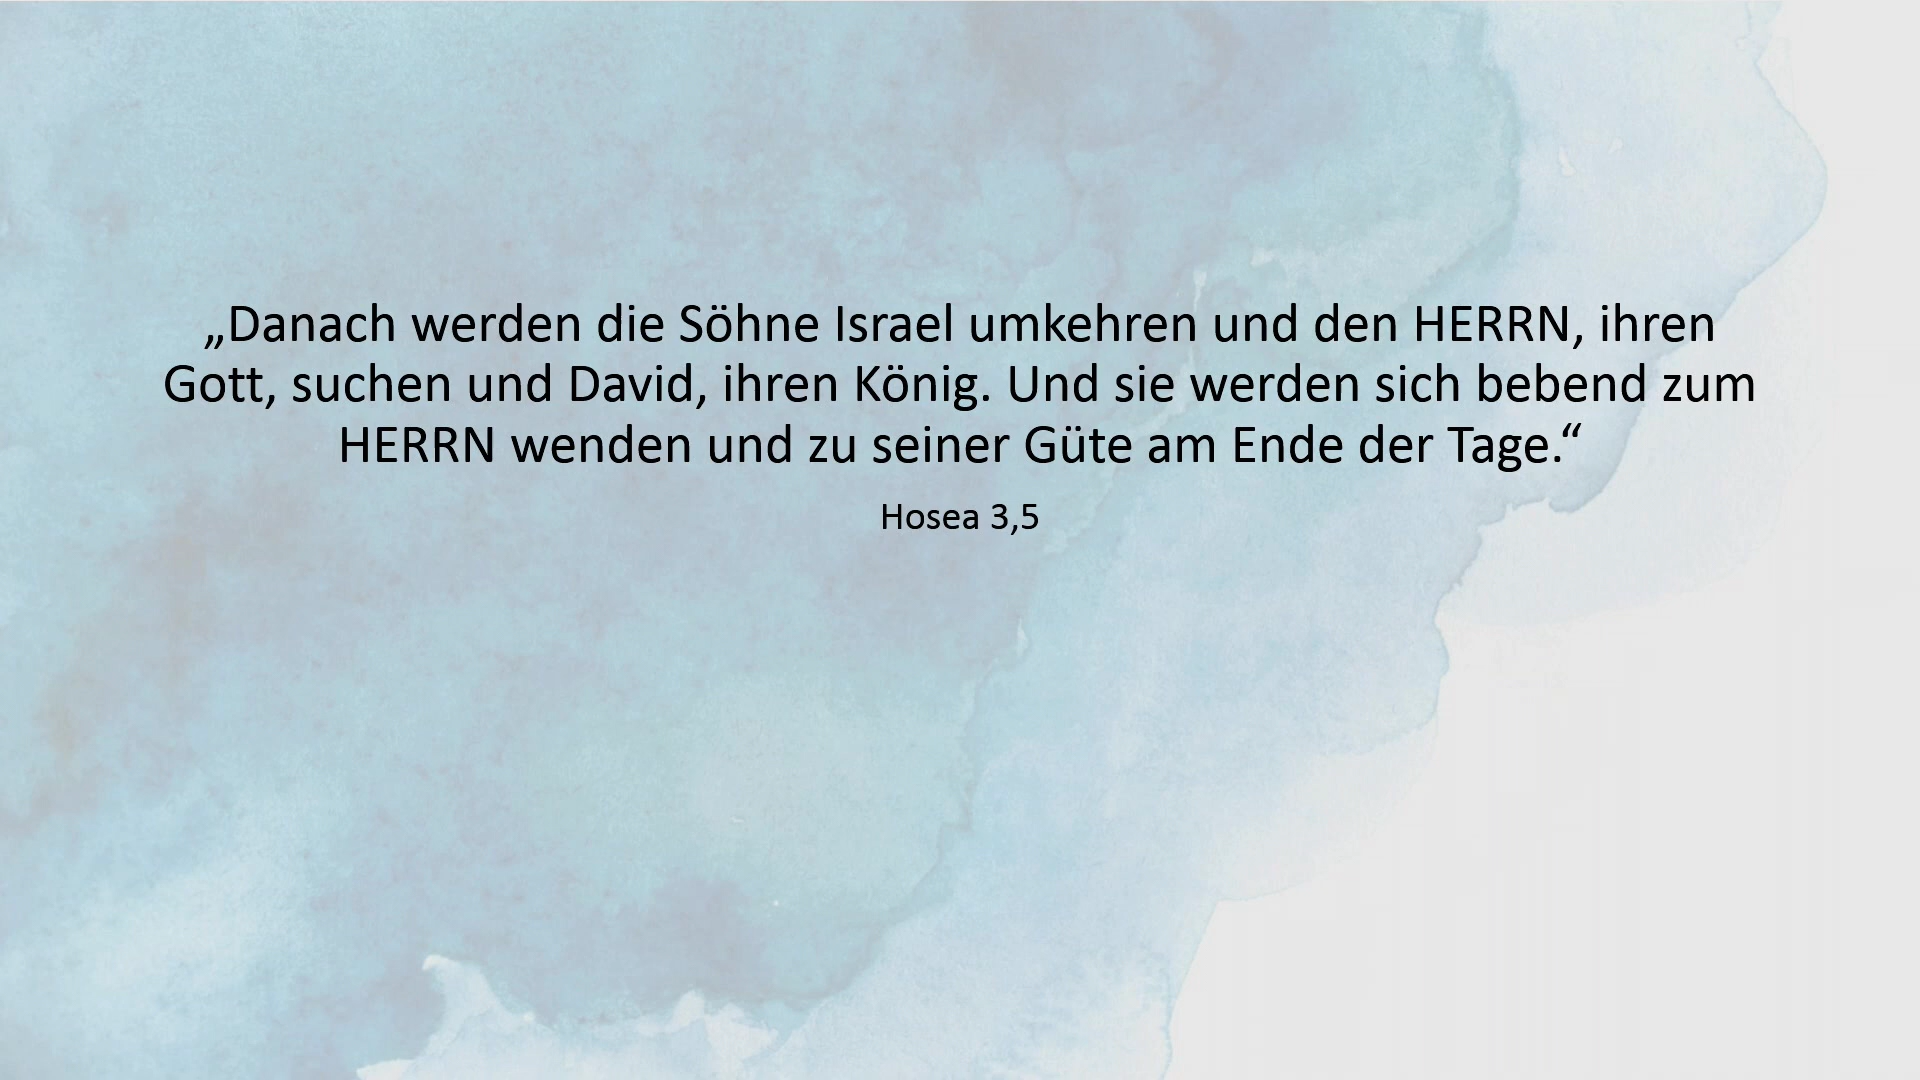 „Danach werden die Söhne Israel umkehren und den HERRN, ihren
Gott, suchen und David, ihren König. Und sie werden sich bebend zum
HERRN wenden und zu seiner Güte am Ende der Tage.“
Hosea 3,5